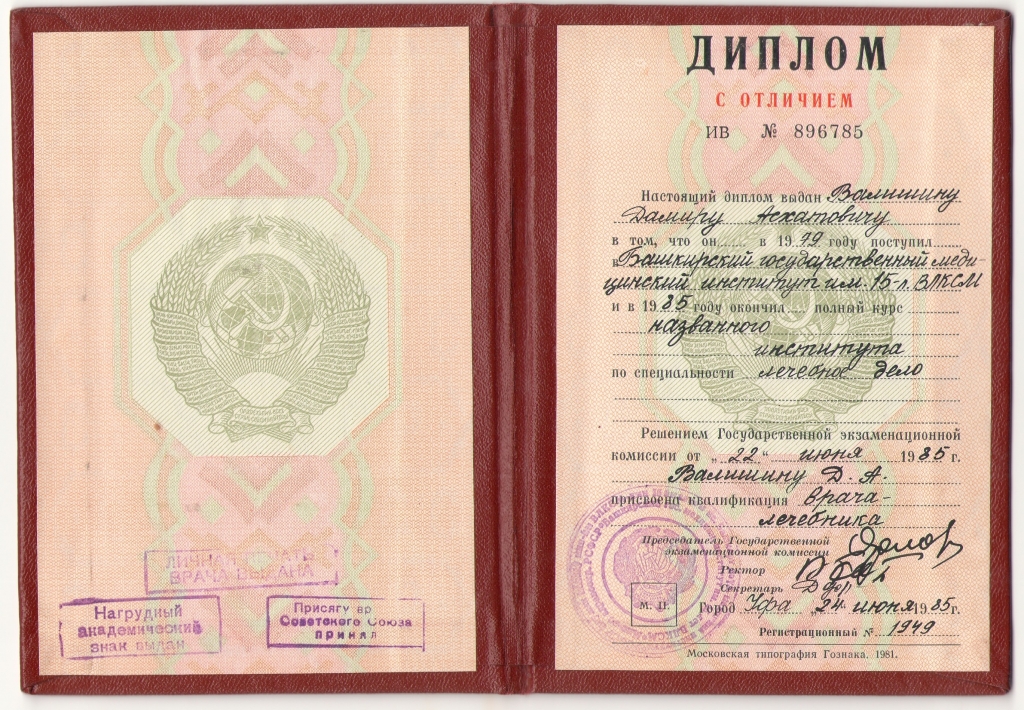 ЛИЧНАЯ ПЕЧАТЬ
ВРАЧА ВЫДАНА
Нагрудный
академический
знак выдан
Присягу вр
Советского Союза
принял
ДИПЛОМ
С ОТЛИЧИЕМ
ИВ № 896785
Настоящий диплом выдан Валишину
Дамиру Асхатовичу
в том, что он в 1979 году поступил
в Башкирский государственный меди-
цинский институт им. 15-л. ВЛКСМ
и в 1985 году окончил полный курс
названного
института
по специальности лечебное дело
Решением Государственной экзаменационной
комиссии от „22“ июня 1985 г.
Валишину Д. А.
присвоена квалификация врача-
лечебника
Председатель Государственной
экзаменационной комиссии
Ректор
Секретарь
М. П.
Город Уфа „24“ июня 1985 г.
Регистрационный № 1949
Московская типография Гознака. 1981.